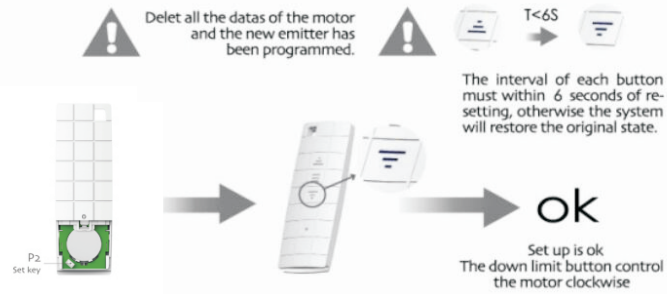 Delet all the datas of the motor
and the new emitter has
been programmed.
T<6S
The interval of each button
must within 6 seconds of re-
setting, otherwise the system
will restore the original state.
P2
Set key
ok
Set up is ok
The down limit button control
the motor clockwise